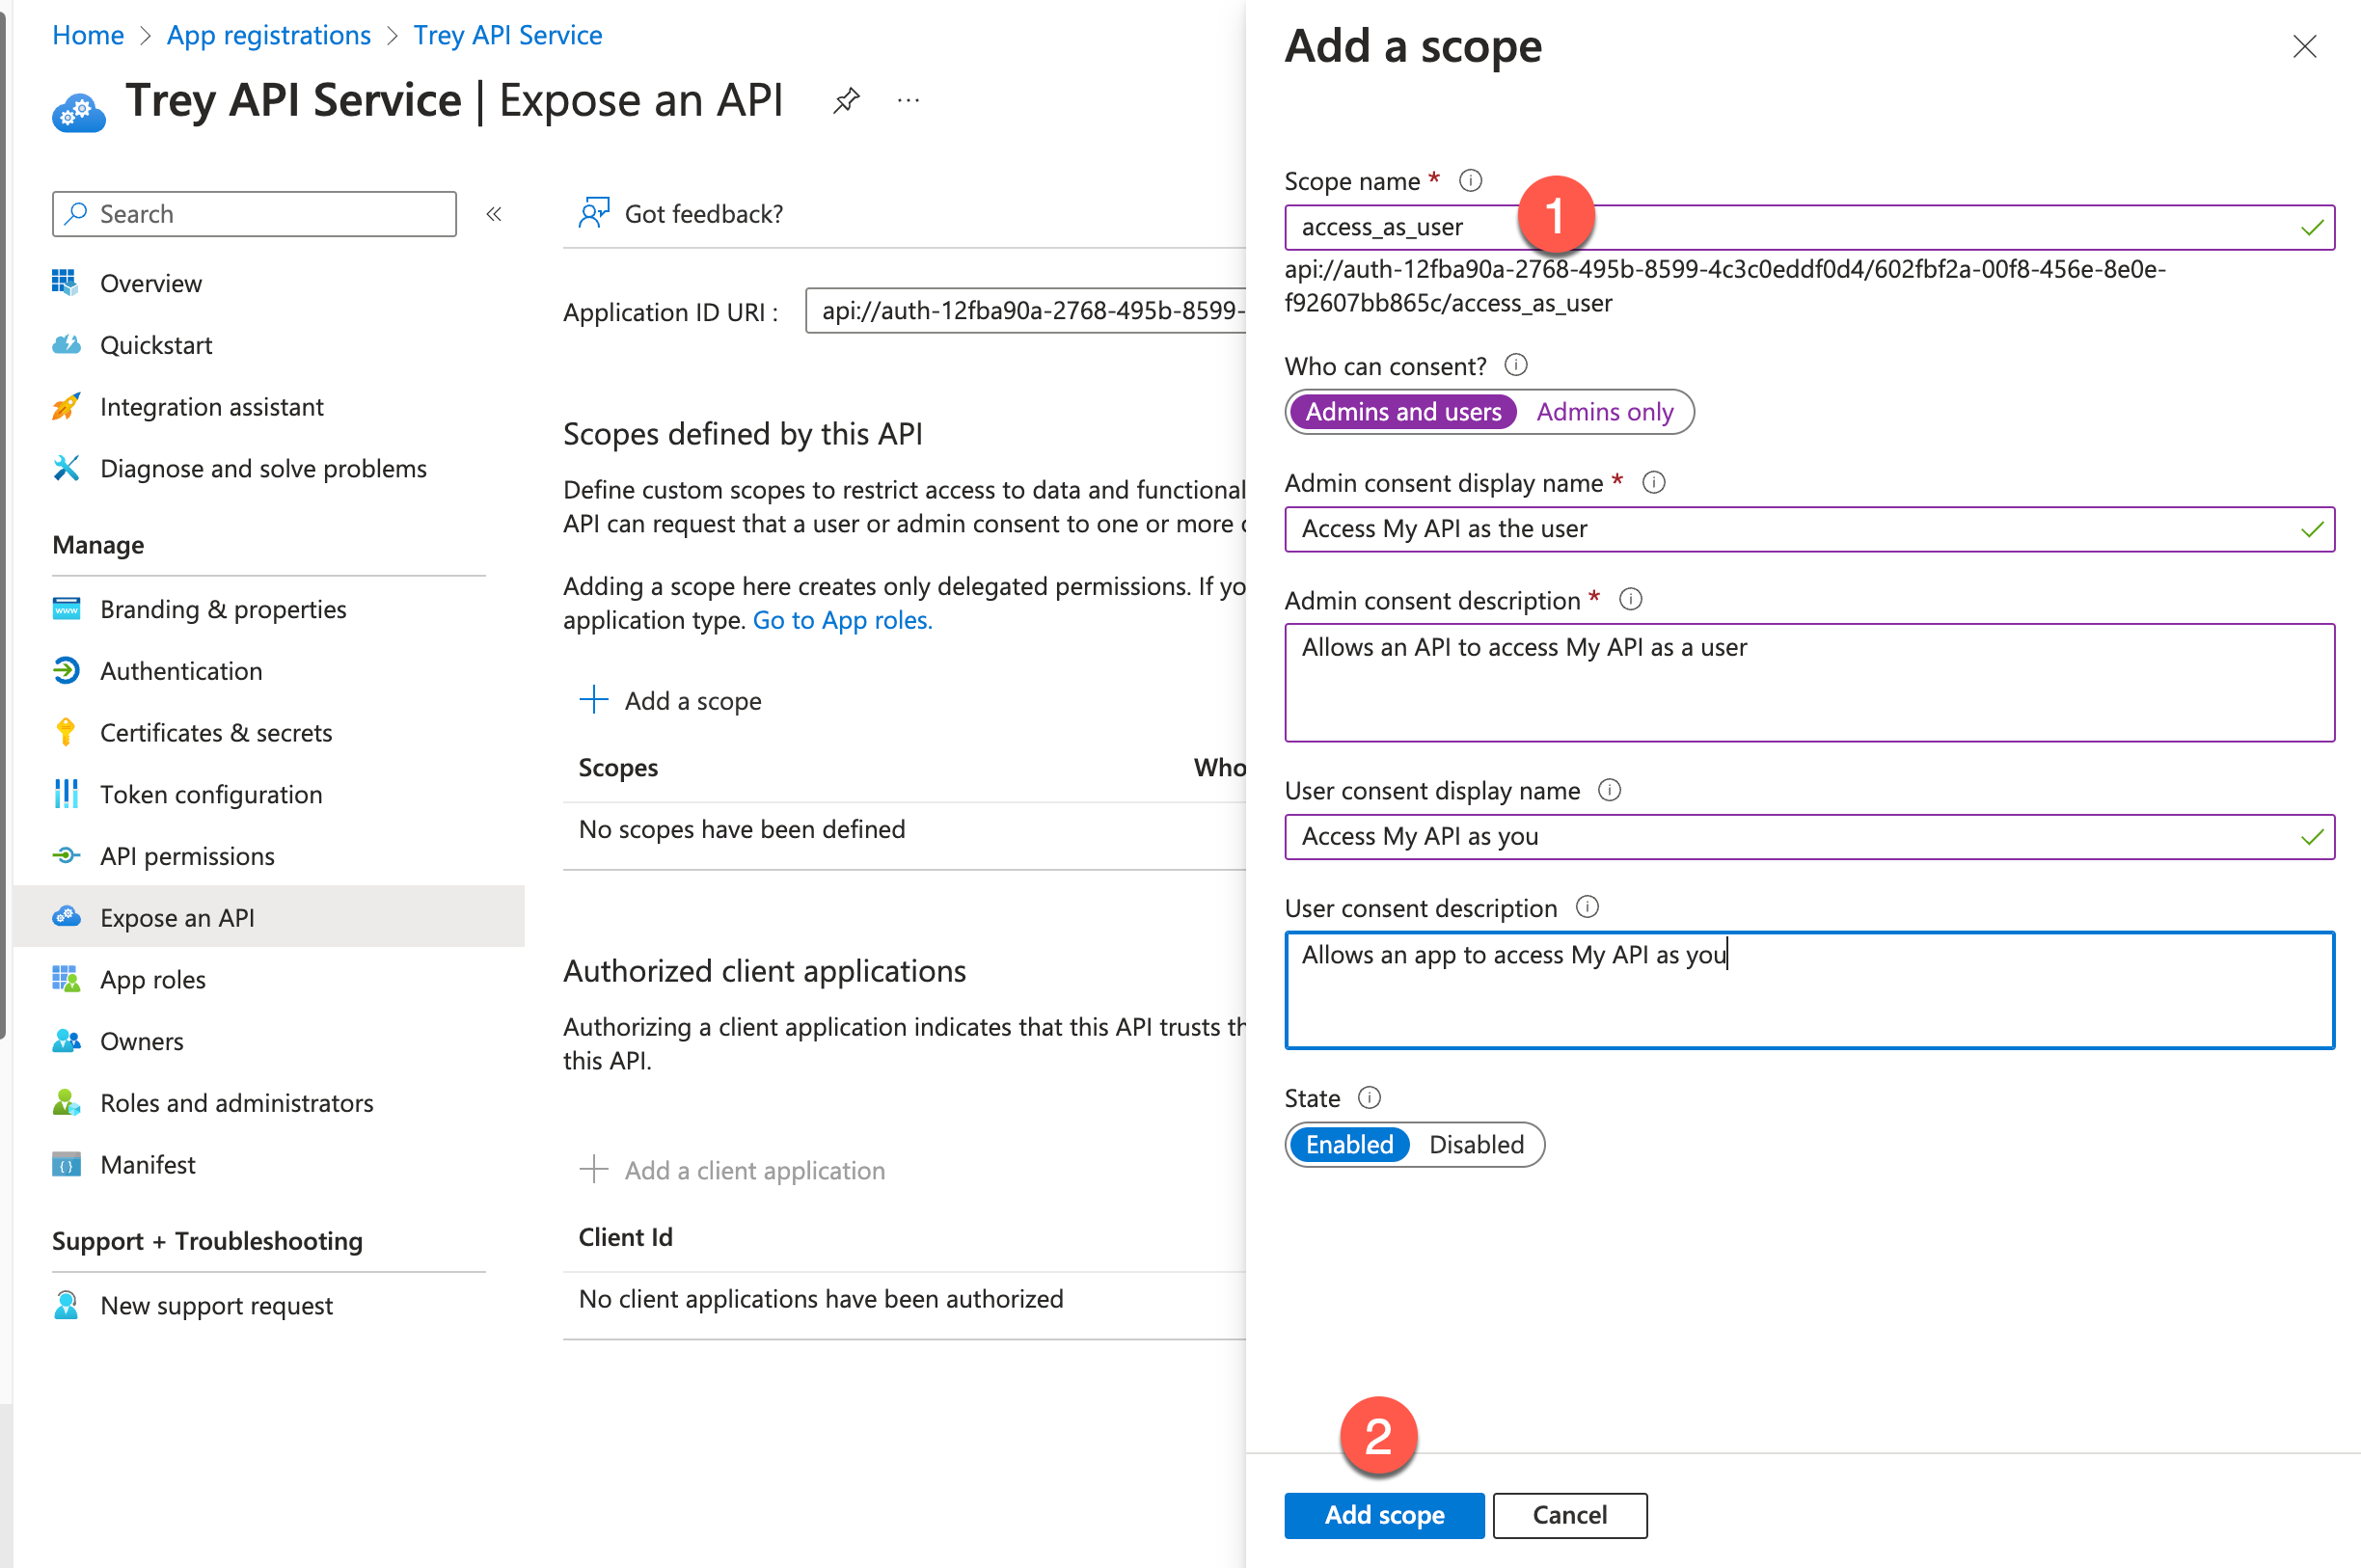 Home > App registrations > Trey API Service
Trey API Service | Expose an API
Search
Overview
Quickstart
Integration assistant
Diagnose and solve problems
Manage
Branding & properties
Authentication
Certificates & secrets
Token configuration
API permissions
Expose an API
App roles
Owners
Roles and administrators
Manifest
Support + Troubleshooting
New support request
Got feedback?
Application ID URI : api://auth-12fba90a-2768-495b-8599-
Scopes defined by this API
Define custom scopes to restrict access to data and functional
API can request that a user or admin consent to one or more
Adding a scope here creates only delegated permissions. If yo
application type. Go to App roles.
Add a scope
Scopes Who
No scopes have been defined
Authorized client applications
Authorizing a client application indicates that this API trusts th
this API.
Add a client application
Client Id
No client applications have been authorized
Add a scope
Scope name *
access_as_user
1
api://auth-12fba90a-2768-495b-8599-4c3c0eddf0d4/602fbf2a-00f8-456e-8e0e-
f92607bb865c/access_as_user
Who can consent?
Admins and users Admins only
Admin consent display name *
Access My API as the user
Admin consent description *
Allows an API to access My API as a user
User consent display name
Access My API as you
User consent description
Allows an app to access My API as you
State
Enabled Disabled
2
Add scope Cancel